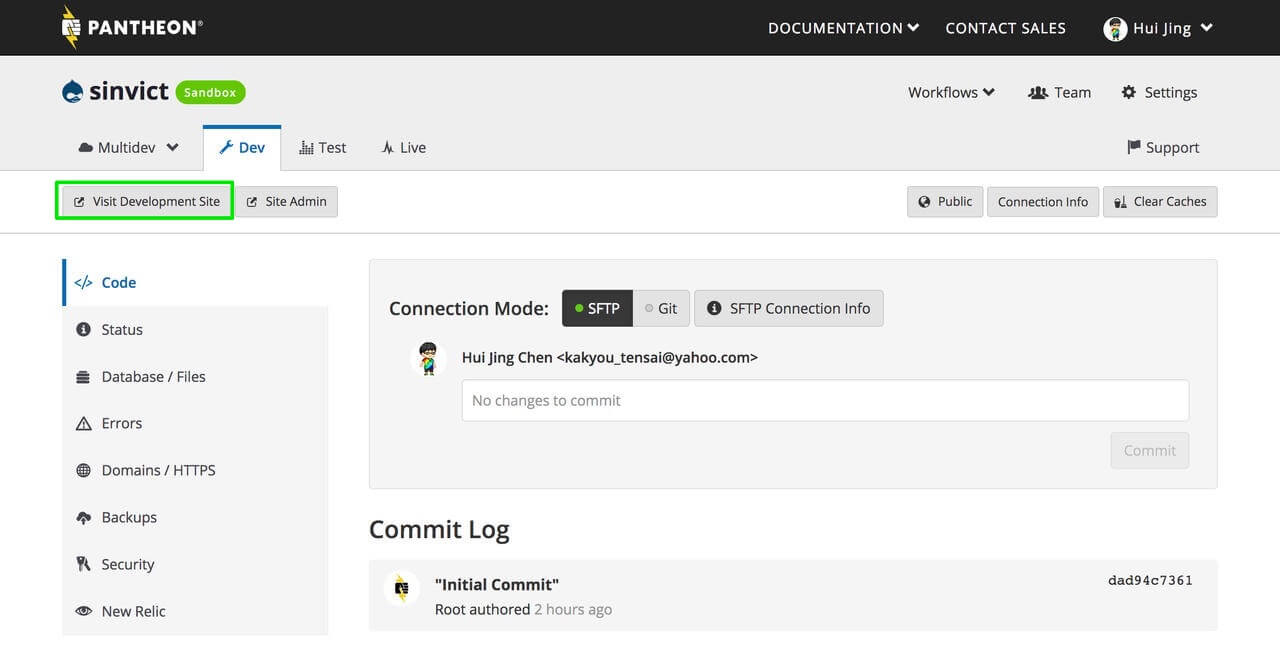 PANTHEON®
DOCUMENTATION
CONTACT SALES
Hui Jing
sinvict
Sandbox
Workflows
Team
Settings
Multidev
Dev
Test
Live
Support
Visit Development Site
Site Admin
Public
Connection Info
Clear Caches
</> Code
Status
Database / Files
Errors
Domains / HTTPS
Backups
Security
New Relic
Connection Mode:
SFTP
Git
SFTP Connection Info
Hui Jing Chen <kakyou_tensai@yahoo.com>
No changes to commit
Commit
Commit Log
"Initial Commit"
dad94c7361
Root authored 2 hours ago